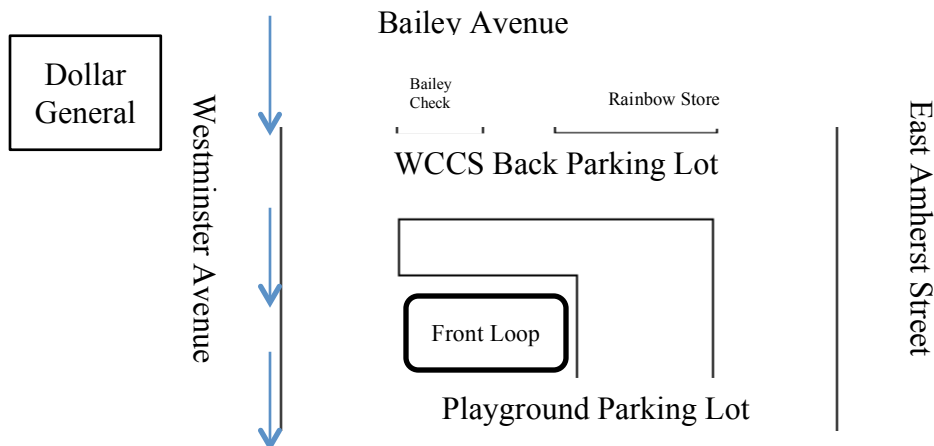 Bailey Avenue
Dollar
General
Bailey
Check
Rainbow Store
Westminster Avenue
East Amherst Street
WCCS Back Parking Lot
Front Loop
Playground Parking Lot